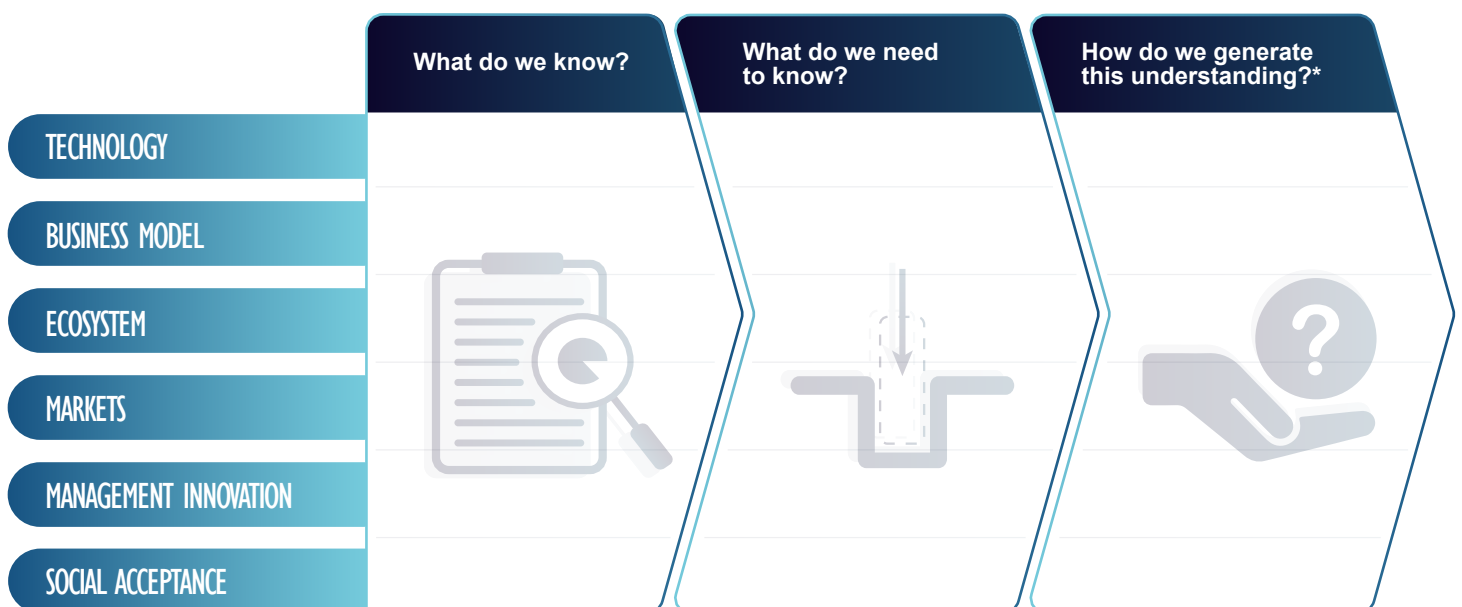 What do we know?
What do we need
to know?
How do we generate
this understanding?*
TECHNOLOGY
BUSINESS MODEL
ECOSYSTEM
MARKETS
MANAGEMENT INNOVATION
SOCIAL ACCEPTANCE
?